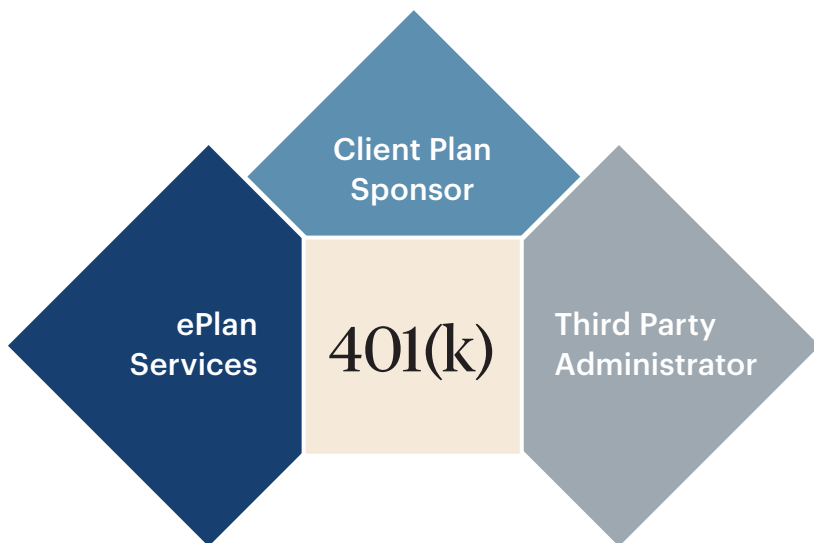 Client Plan
Sponsor
ePlan
Services
401(k)
Third Party
Administrator